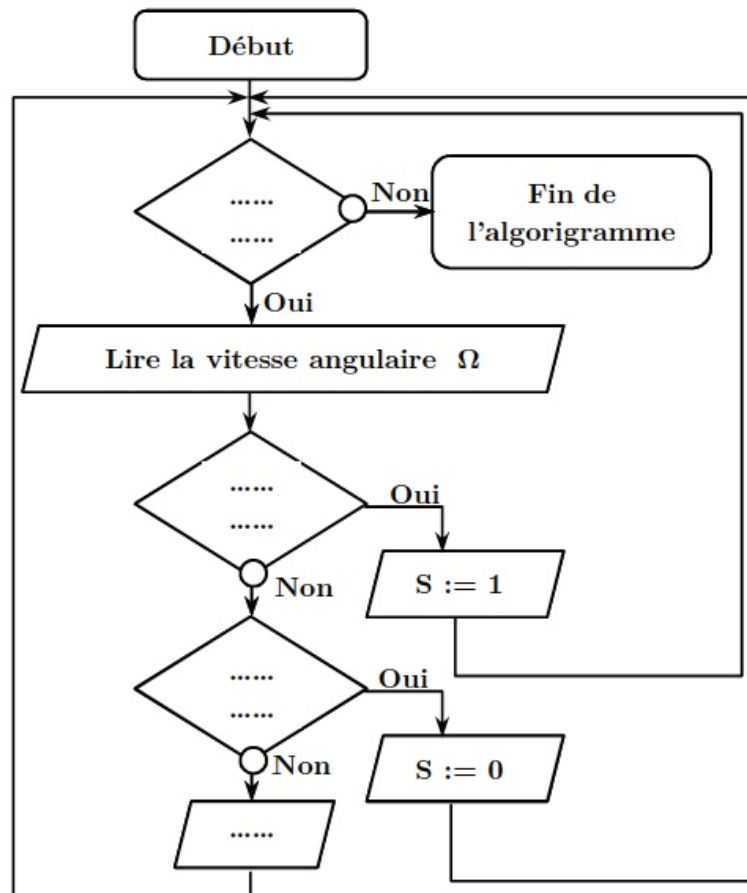 Début
......
......
Non
Fin de
l'algorigramme
Oui
Lire la vitesse angulaire Ω
......
......
Oui
Non
S := 1
......
......
Oui
Non
S := 0
......